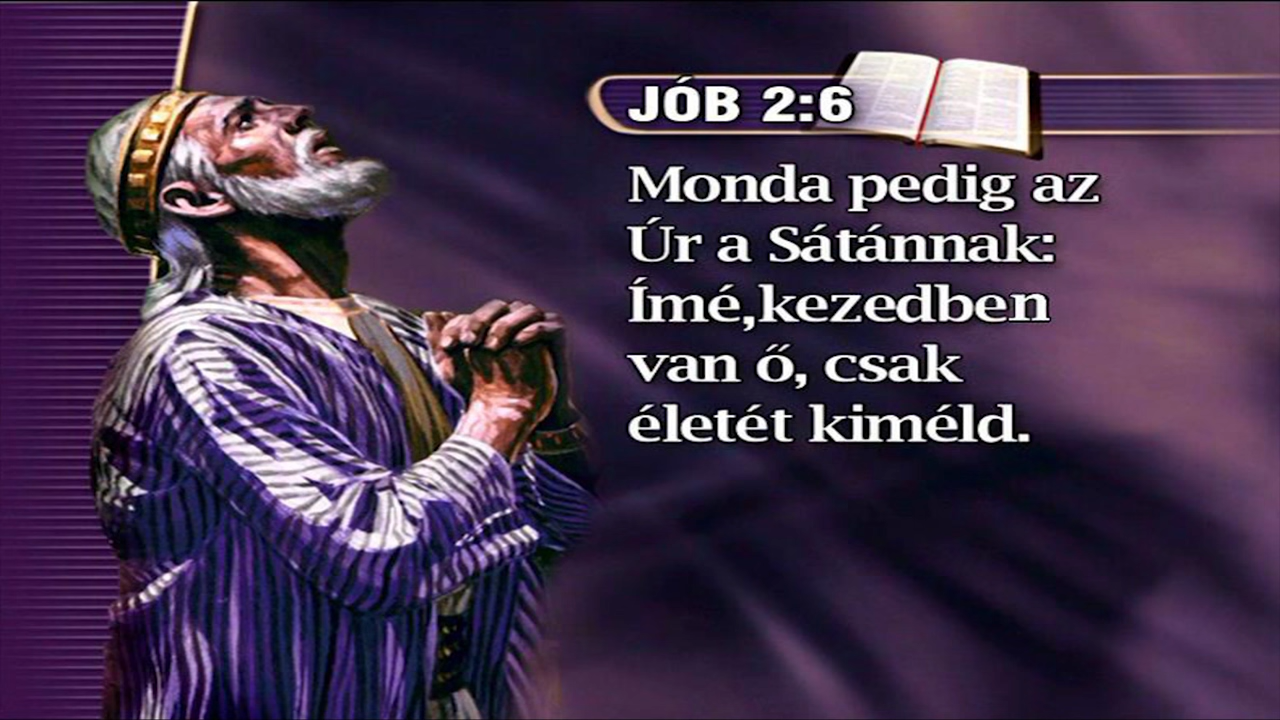 JÓB 2:6
Monda pedig az
Úr a Sátánnak:
Ímé,kezedben
van ő, csak
életét kiméld.